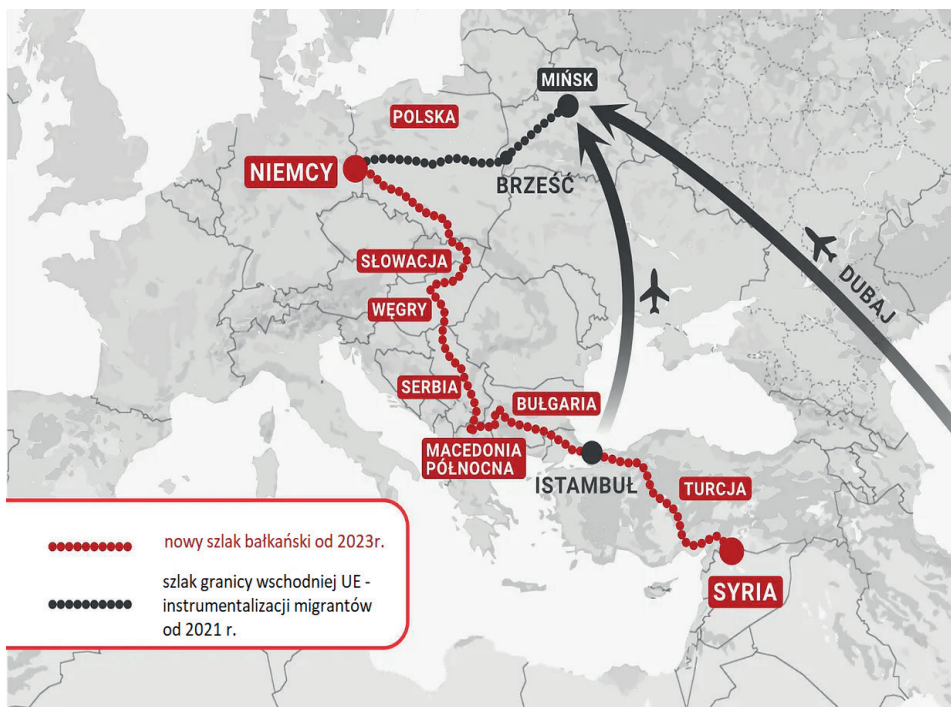 MIŃSK
POLSKA
NIEMCY
BRZEŚĆ
SŁOWACJA
DUBAJ
WĘGRY
SERBIA
BUŁGARIA
MACEDONIA
PÓŁNOCNA
ISTAMBUŁ
TURCJA
SYRIA
nowy szlak bałkański od 2023r.
szlak granicy wschodniej UE -
instrumentalizacji migrantów
od 2021 r.